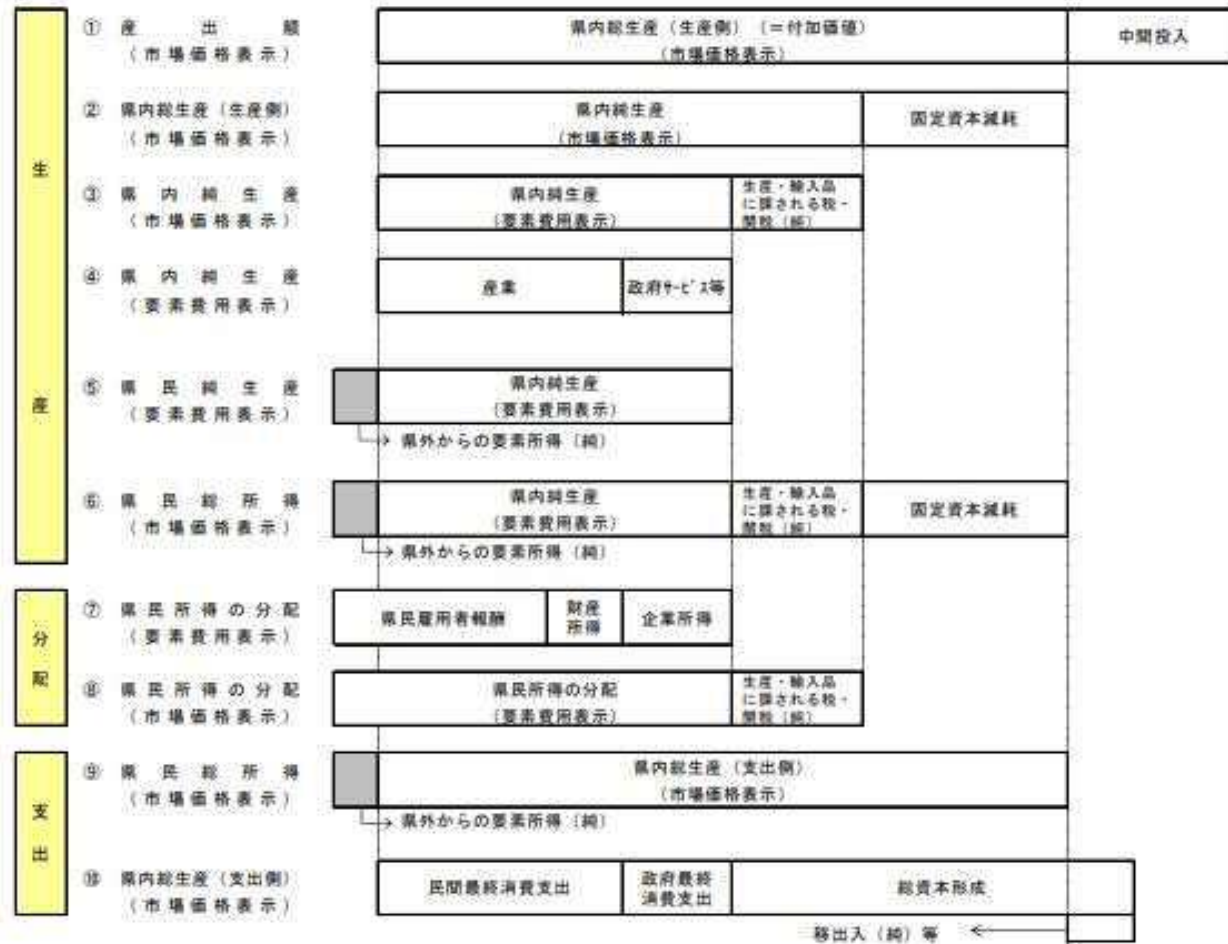 生産
① 産出額
（市場価格表示）
県内総生産（生産側）（＝付加価値）
（市場価格表示）
中間投入
② 県内総生産（生産側）
（市場価格表示）
県内純生産
（市場価格表示）
固定資本減耗
③ 県内純生産
（市場価格表示）
県内純生産
（要素費用表示）
生産・輸入品
に課される税・
関税（純）
④ 県内純生産
（要素費用表示）
産業
政府ｻｰﾋﾞｽ等
⑤ 県民純生産
（要素費用表示）
県内純生産
（要素費用表示）
県外からの要素所得（純）
⑥ 県民総所得
（市場価格表示）
県内純生産
（要素費用表示）
生産・輸入品
に課される税・
関税（純）
固定資本減耗
県外からの要素所得（純）
分配
⑦ 県民所得の分配
（要素費用表示）
県民雇用者報酬
財産
所得
企業所得
⑧ 県民所得の分配
（市場価格表示）
県民所得の分配
（要素費用表示）
生産・輸入品
に課される税・
関税（純）
支出
⑨ 県民総所得
（市場価格表示）
県内総生産（支出側）
（市場価格表示）
県外からの要素所得（純）
⑩ 県内総生産（支出側）
（市場価格表示）
民間最終消費支出
政府最終
消費支出
総資本形成
移出入（純）等